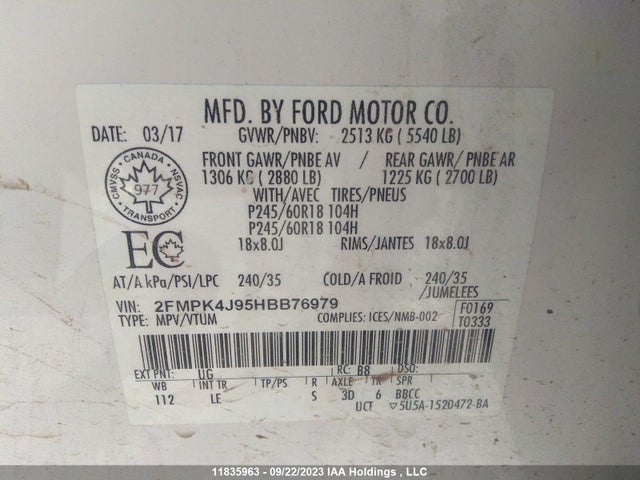 MFD. BY FORD MOTOR CO.
DATE: 03/17 GVWR/PNBV: 2513 KG ( 5540 LB)
FRONT GAWR/PNBE AV / REAR GAWR/ PNBE AR
1306 KG ( 2880 LB) 1225 KG ( 2700 LB)
WITH/AVEC TIRES/PNEUS
P245/60R18 104H
P245/60R18 104H
18x8.0J RIMS/JANTES 18x8.0J
CMVSS CANADA NSVAC
977
TRANSPORT
EC
AT/A kPa/PSI/LPC 240/35 COLD/A FROID 240/35
/JUMELEES
VIN: 2FMPK4J95HBB76979 F0169
TYPE: MPV/VTUM COMPLIES: ICES/NMB-002 T0333
EXT PNT: UG RC: B8 DSO:
WB INT TR TP/PS R AXLE TR SPR
112 LE S 3D 6 BBCC
UCT ▽5U5A-1520472-BA
11835963 - 09/22/2023 IAA Holdings , LLC